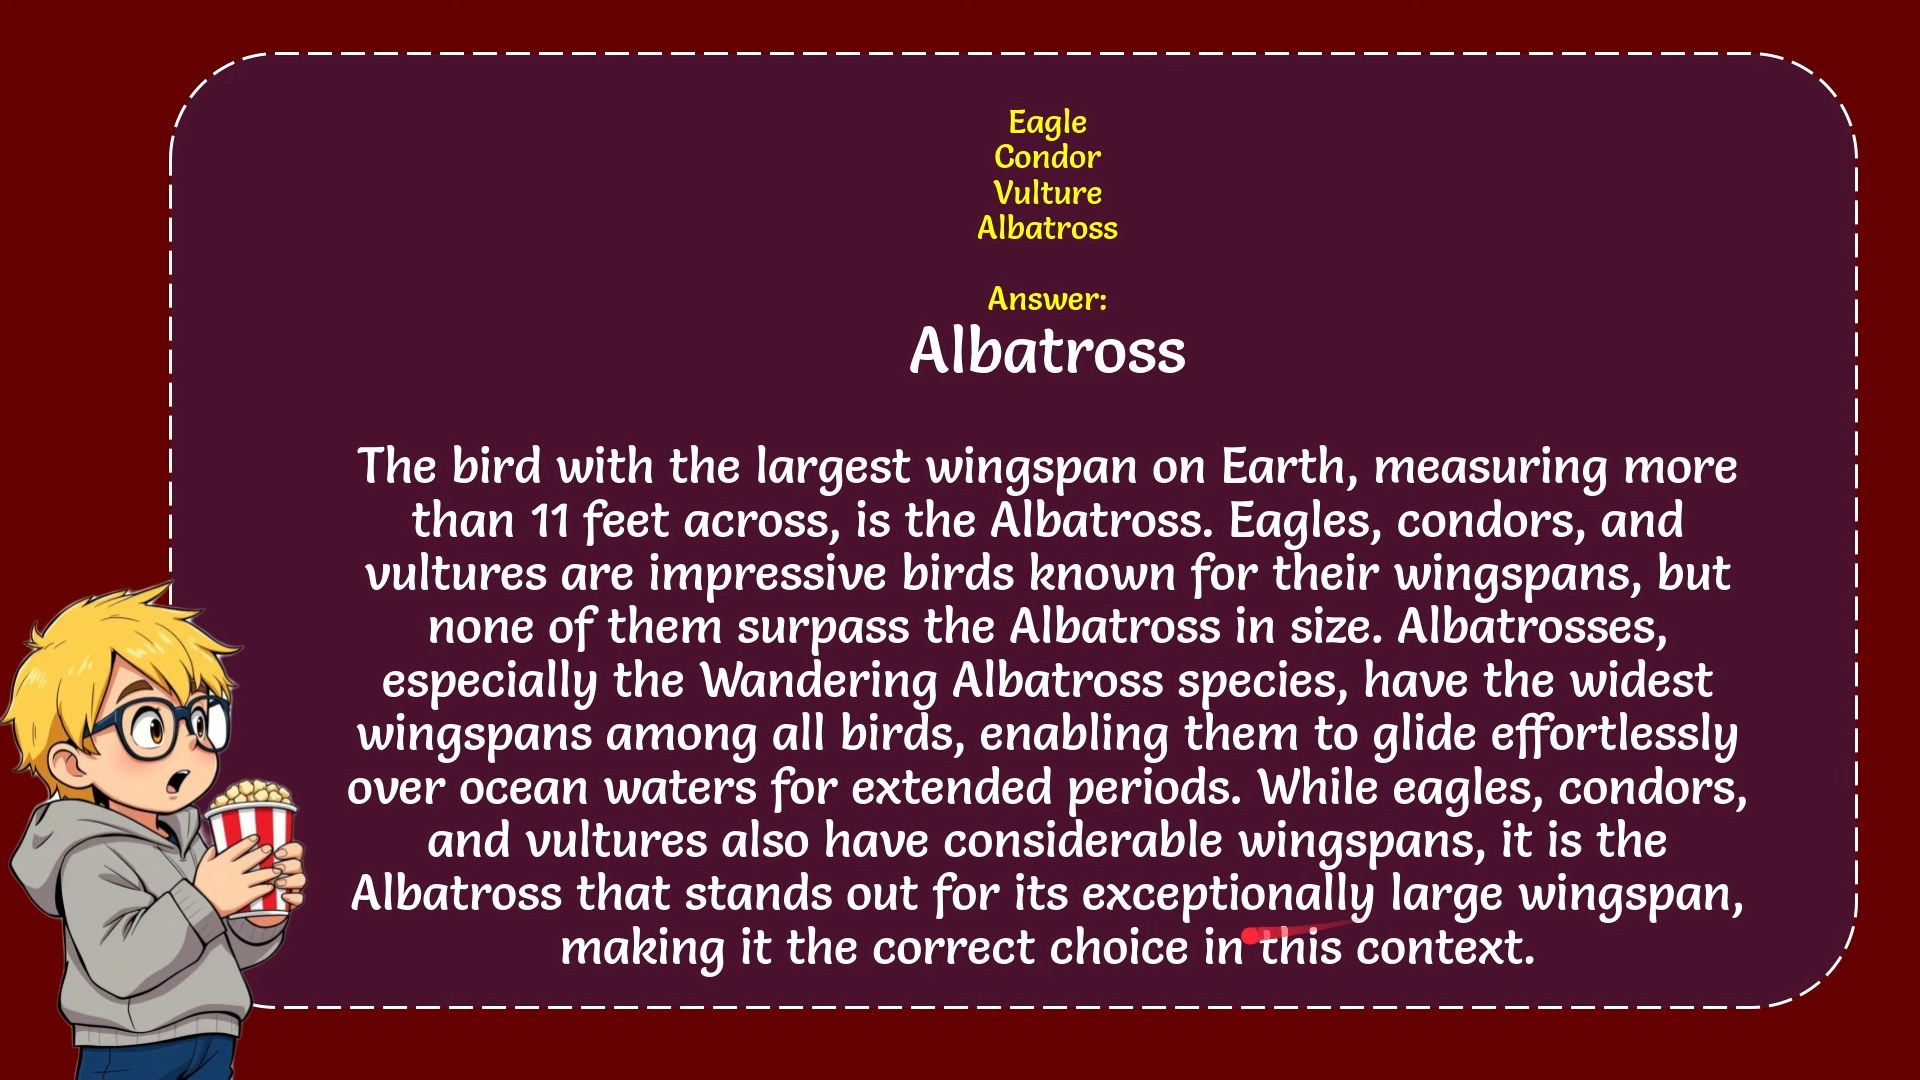 Eagle
Condor
Vulture
Albatross
Answer:
Albatross
The bird with the largest wingspan on Earth, measuring more
than 11 feet across, is the Albatross. Eagles, condors, and
vultures are impressive birds known for their wingspans, but
none of them surpass the Albatross in size. Albatrosses,
especially the Wandering Albatross species, have the widest
wingspans among all birds, enabling them to glide effortlessly
over ocean waters for extended periods. While eagles, condors,
and vultures also have considerable wingspans, it is the
Albatross that stands out for its exceptionally large wingspan,
making it the correct choice in this context.